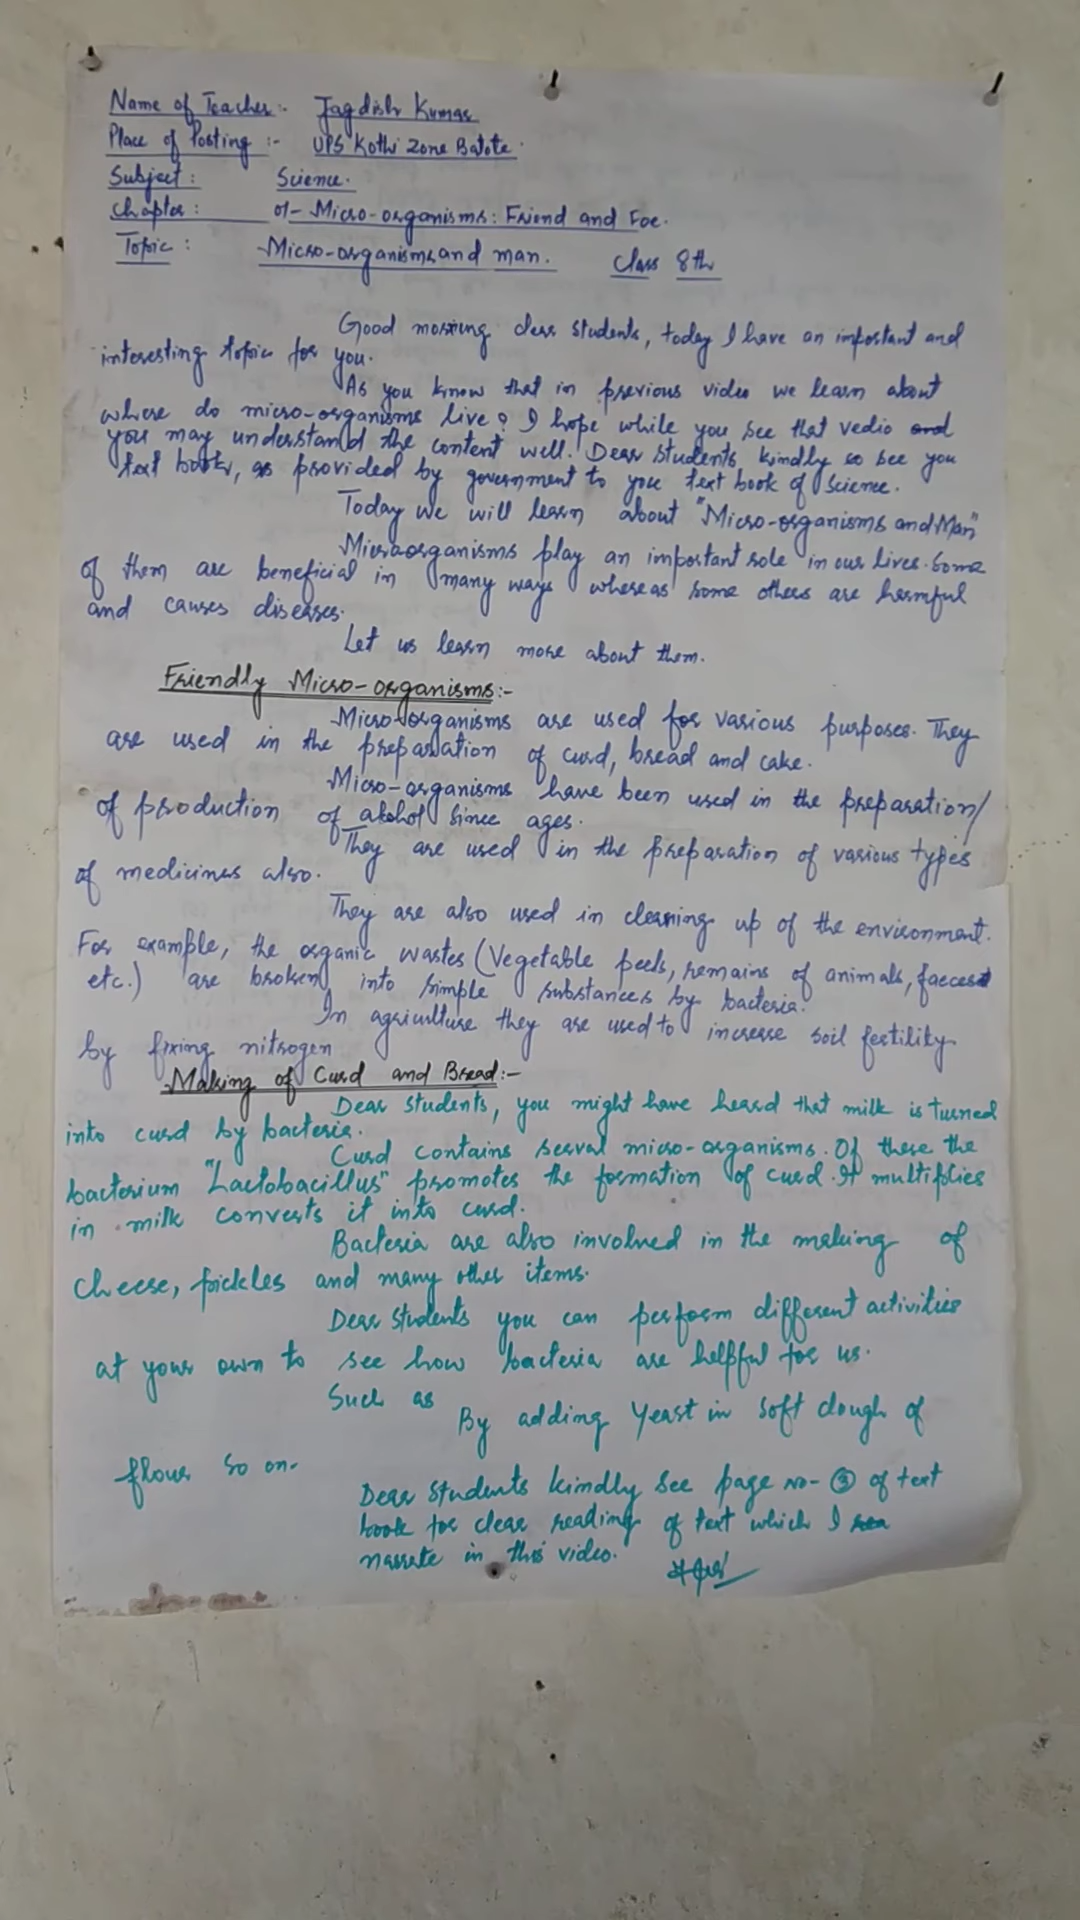 Name of Teacher:- Jagdish Kumar
Place of Posting :- UPS Kothi Zone Batote.
Subject : Science.
Chapter : 01- Micro-organisms: Friend and Foe.
Topic : Micro-organisms and man. Class 8th
Good morning dear students, today I have an important and
interesting topic for you.
As you know that in previous video we learn about
where do micro-organisms live? I hope while you see that vedio and
you may understand the content well. Dear students kindly so see you
text book, as provided by government to you text book of Science.
Today we will learn about "Micro-organisms and Man"
Microorganisms play an important role in our lives. Some
of them are beneficial in many ways whereas some others are harmful
and causes diseases.
Let us learn more about them.
Friendly Micro-organisms:-
Micro-organisms are used for various purposes. They
are used in the preparation of curd, bread and cake.
Micro-organisms have been used in the preparation/
of production of akohol since ages.
They are used in the preparation of various types
of medicines also.
They are also used in cleaning up of the environment.
For example, the organic wastes (Vegetable peels, remains of animals, faeces
etc.) are broken into simple substances by bacteria.
In agriculture they are used to increase soil fertility
by fixing nitrogen
Making of Curd and Bread:-
Dear students, you might have heard that milk is turned
into curd by bacteria.
Curd contains serval micro-organisms. Of these the
bacterium "Lactobacillus" promotes the formation of curd. It multiplies
in milk converts it into curd.
Bacteria are also involved in the making of
cheese, pickles and many other items.
Dear students you can perform different activities
at your own to see how bacteria are helpful for us.
Such as By adding Yeast in soft dough of
flour so on.
Dear students kindly see page no- 3 of text
book for clear reading of text which I
narrate in this video.